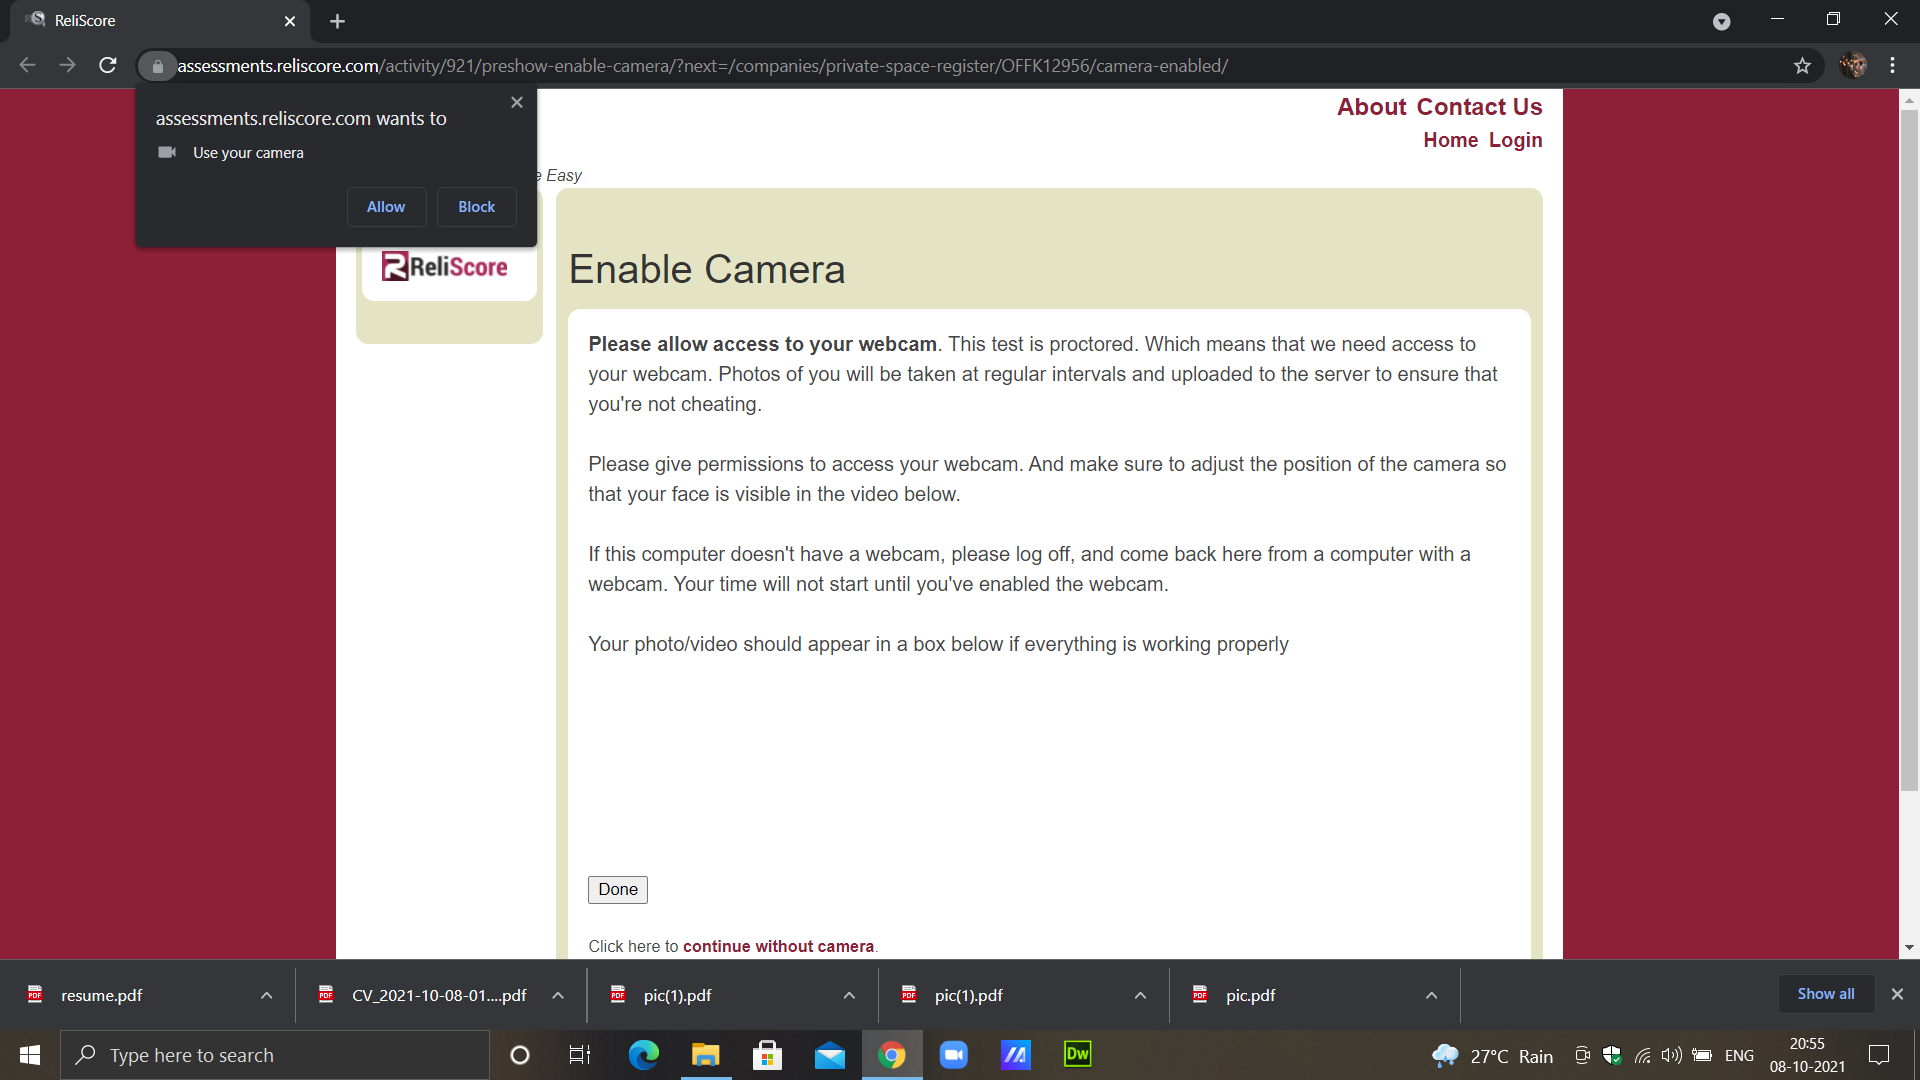 ReliScore
assessments.reliscore.com/activity/921/preshow-enable-camera/?next=/companies/private-space-register/OFFK12956/camera-enabled/
assessments.reliscore.com wants to
Use your camera
Allow Block
About Contact Us
Home Login
e Easy
ReliScore
Enable Camera
Please allow access to your webcam. This test is proctored. Which means that we need access to
your webcam. Photos of you will be taken at regular intervals and uploaded to the server to ensure that
you're not cheating.
Please give permissions to access your webcam. And make sure to adjust the position of the camera so
that your face is visible in the video below.
If this computer doesn't have a webcam, please log off, and come back here from a computer with a
webcam. Your time will not start until you've enabled the webcam.
Your photo/video should appear in a box below if everything is working properly
Done
Click here to continue without camera.
resume.pdf CV_2021-10-08-01....pdf pic(1).pdf pic(1).pdf pic.pdf Show all
Type here to search Dw 27°C Rain ENG 20:55
08-10-2021